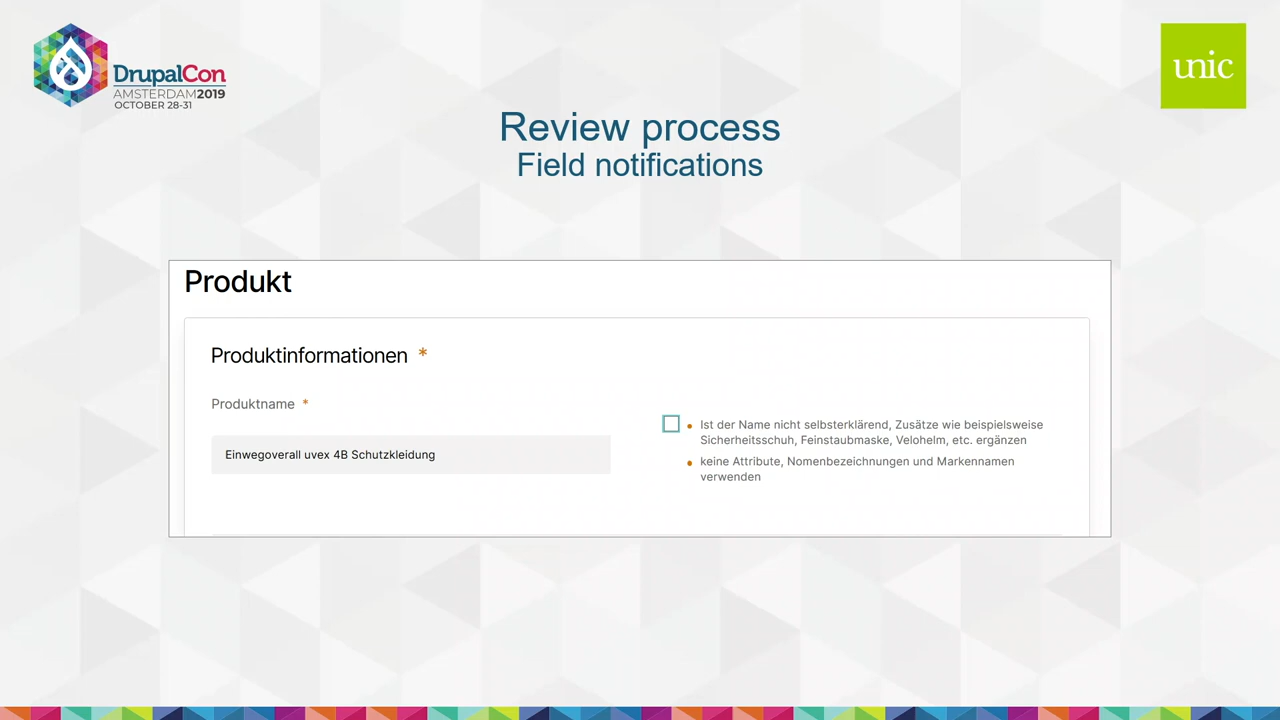 DrupalCon
AMSTERDAM2019
OCTOBER 28-31
unic
Review process
Field notifications
Produkt
Produktinformationen *
Produktname *
Einwegoverall uvex 4B Schutzkleidung
• Ist der Name nicht selbsterklärend, Zusätze wie beispielsweise
Sicherheitsschuh, Feinstaubmaske, Velohelm, etc. ergänzen
• keine Attribute, Nomenbezeichnungen und Markennamen
verwenden